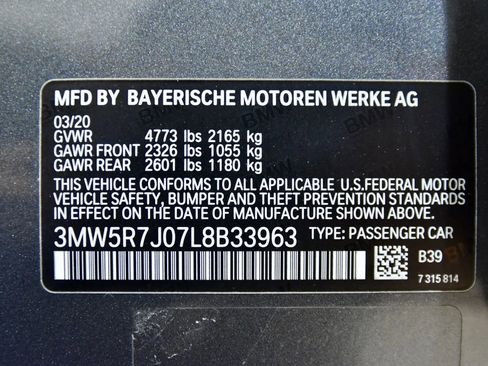 MFD BY BAYERISCHE MOTOREN WERKE AG
03/20
GVWR 4773 lbs 2165 kg
GAWR FRONT 2326 lbs 1055 kg
GAWR REAR 2601 lbs 1180 kg
THIS VEHICLE CONFORMS TO ALL APPLICABLE U.S.FEDERAL MOTOR
VEHICLE SAFETY, BUMPER AND THEFT PREVENTION STANDARDS
IN EFFECT ON THE DATE OF MANUFACTURE SHOWN ABOVE.
3MW5R7J07L8B33963 TYPE: PASSENGER CAR
B39
7 315 814